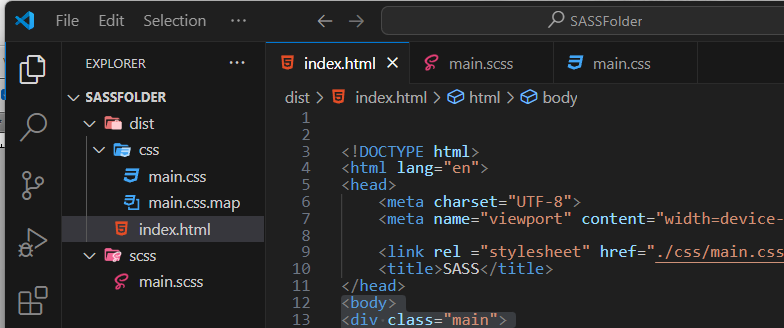 File Edit Selection ... SASSFolder
EXPLORER ...
index.html main.scss main.css
SASSFOLDER
dist > index.html > html > body
dist
css
main.css
main.css.map
index.html
scss
main.scss
1
2
3 <!DOCTYPE html>
4 <html lang="en">
5 <head>
6 <meta charset="UTF-8">
7 <meta name="viewport" content="width=device-
8
9 <link rel ="stylesheet" href="./css/main.css
10 <title>SASS</title>
11 </head>
12 <body>
13 <div class="main">